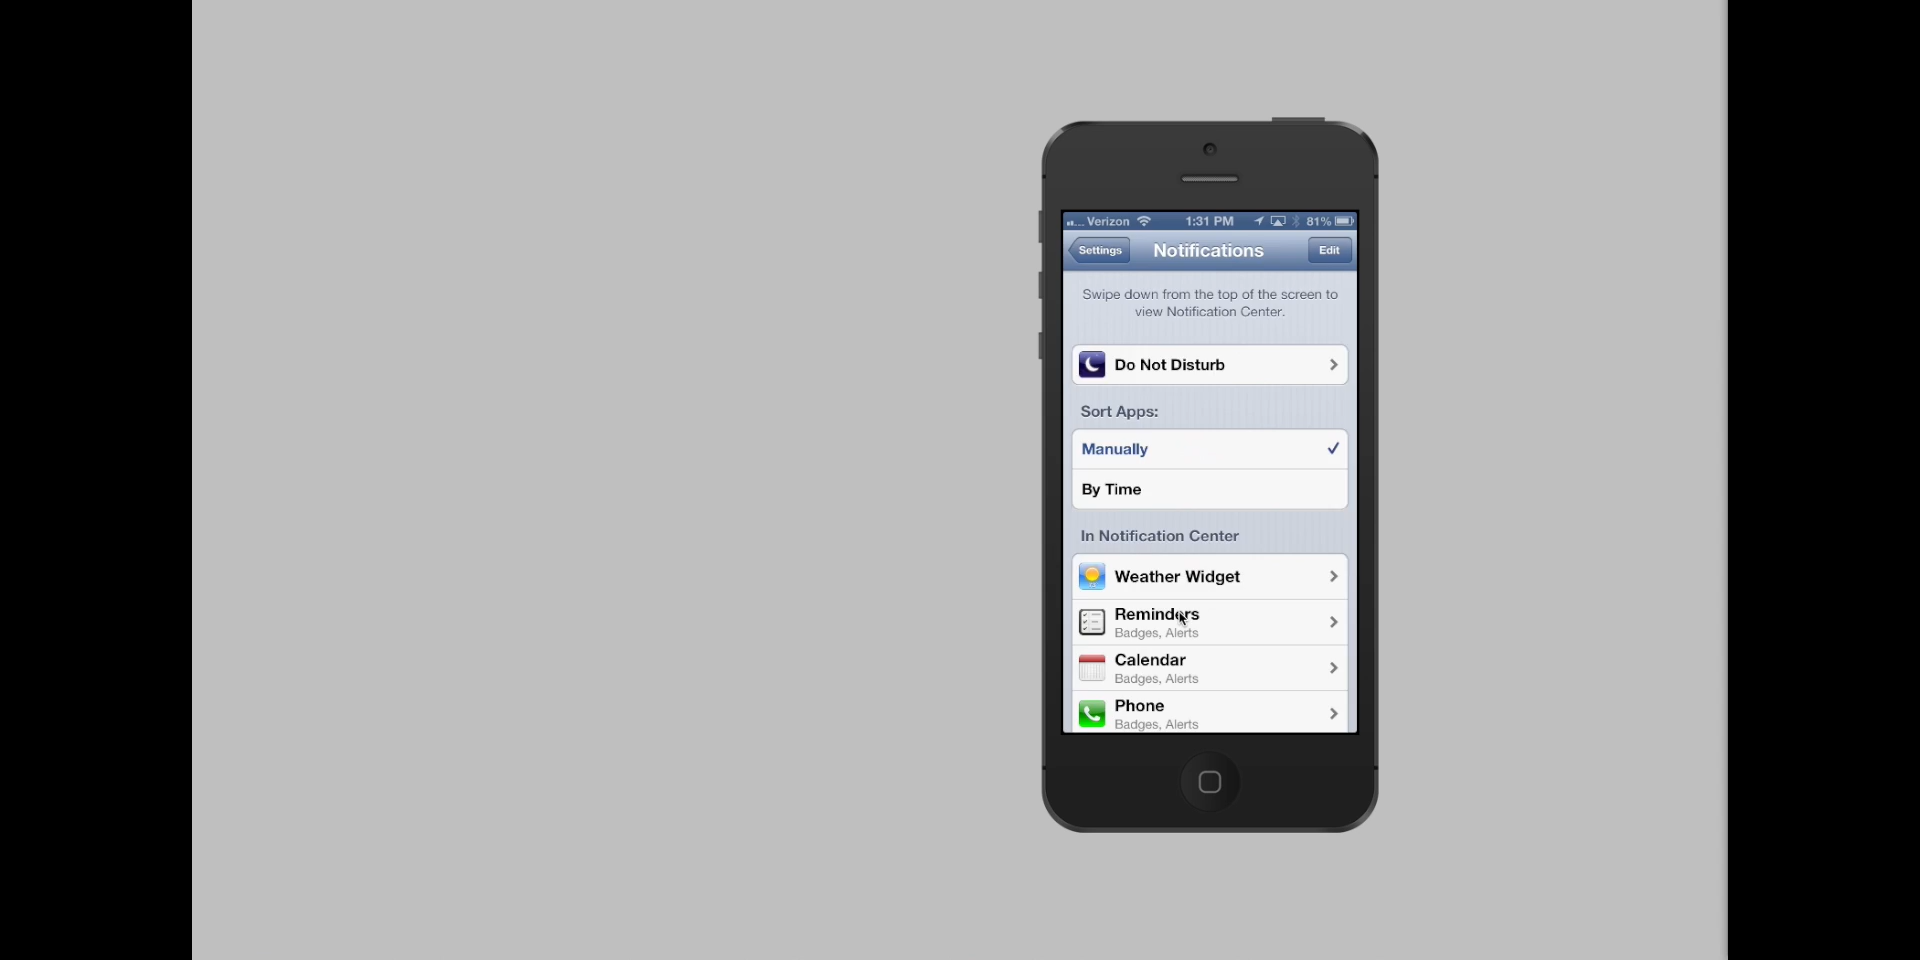 Verizon 1:31 PM 81%
Settings Notifications Edit
Swipe down from the top of the screen to
view Notification Center.
Do Not Disturb
Sort Apps:
Manually
By Time
In Notification Center
Weather Widget
Reminders
Badges, Alerts
Calendar
Badges, Alerts
Phone
Badges, Alerts